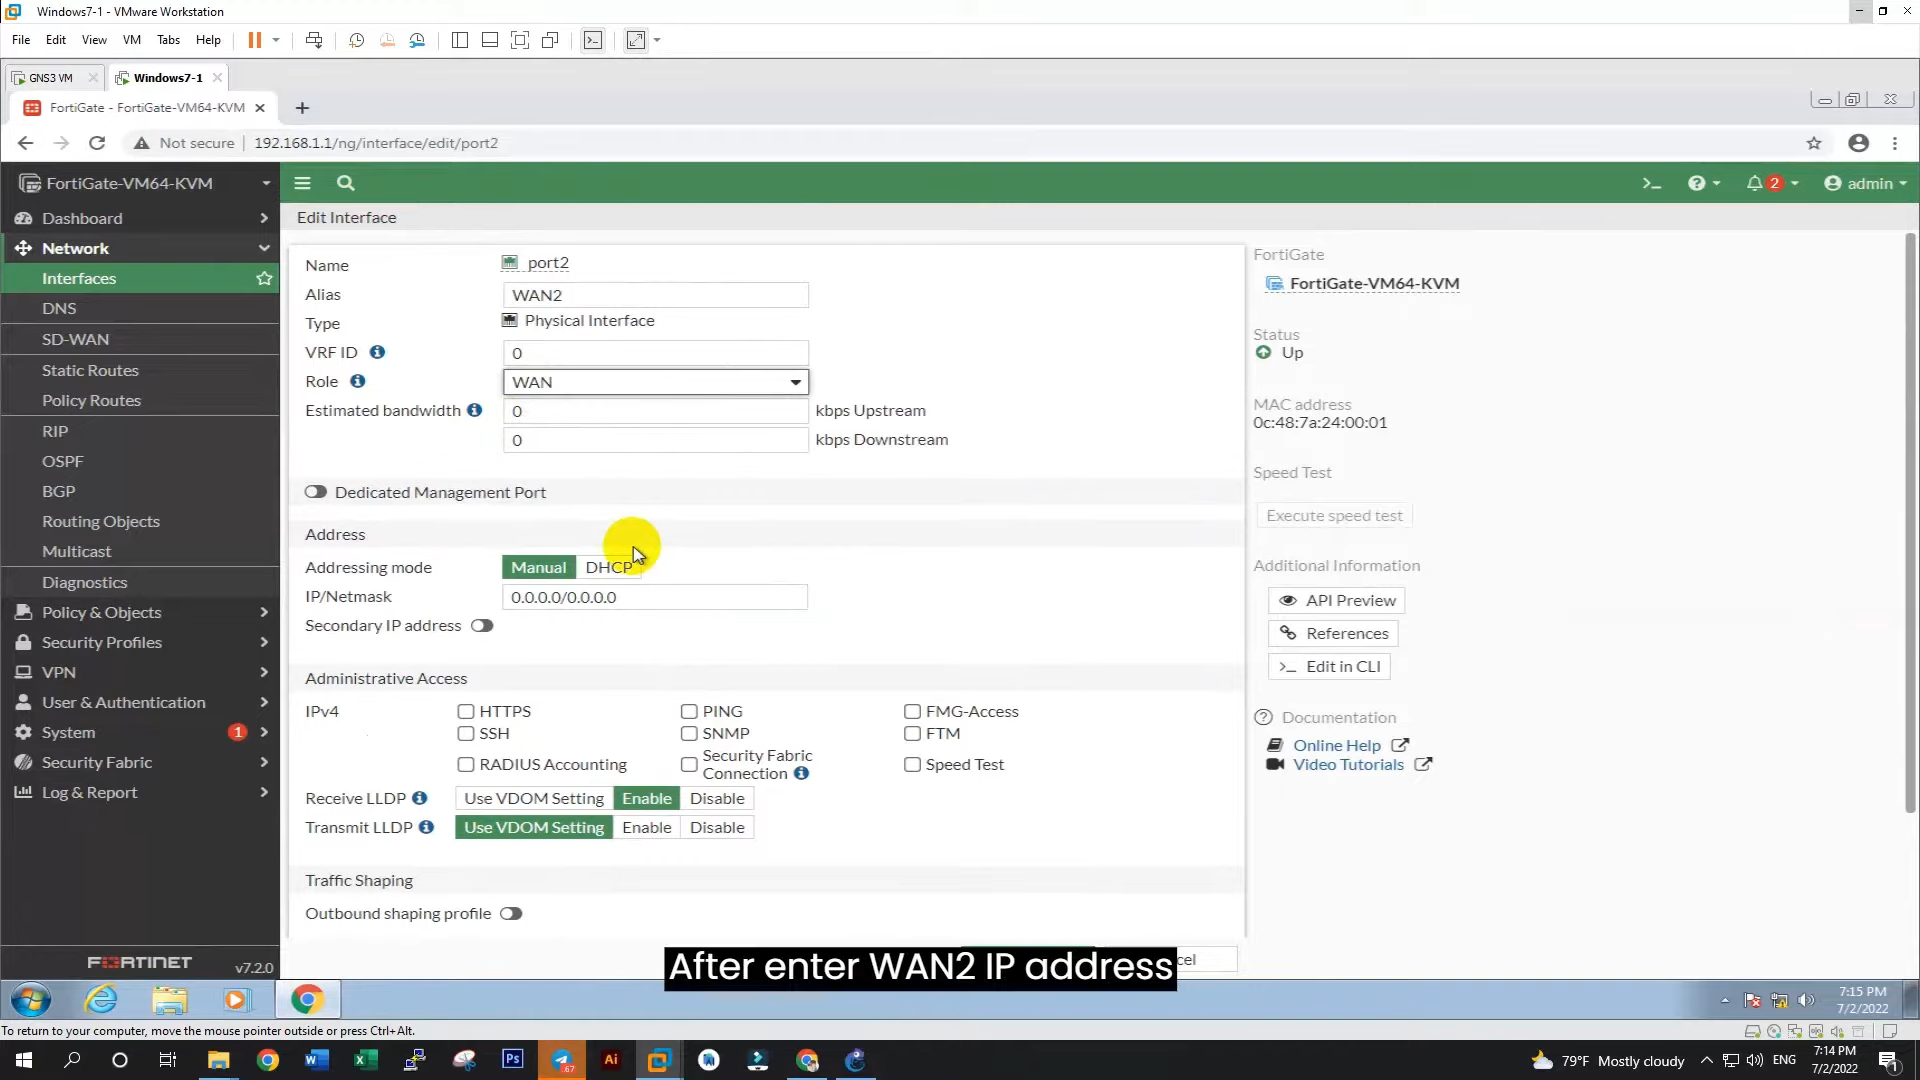 Windows7-1 - VMware Workstation
File Edit View VM Tabs Help
GNS3 VM Windows7-1
FortiGate - FortiGate-VM64-KVM
Not secure 192.168.1.1/ng/interface/edit/port2
FortiGate-VM64-KVM
2 admin
Dashboard
Edit Interface
Network
Interfaces
DNS
SD-WAN
Static Routes
Policy Routes
RIP
OSPF
BGP
Routing Objects
Multicast
Diagnostics
Policy & Objects
Security Profiles
VPN
User & Authentication
System 1
Security Fabric
Log & Report
FORTINET v7.2.0
Name port2
Alias WAN2
Type Physical Interface
VRF ID 0
Role WAN
Estimated bandwidth 0 kbps Upstream
0 kbps Downstream
Dedicated Management Port
Address
Addressing mode Manual DHCP
IP/Netmask 0.0.0.0/0.0.0.0
Secondary IP address
Administrative Access
IPv4 HTTPS PING FMG-Access
SSH SNMP FTM
RADIUS Accounting Security Fabric Connection Speed Test
Receive LLDP Use VDOM Setting Enable Disable
Transmit LLDP Use VDOM Setting Enable Disable
Traffic Shaping
Outbound shaping profile
cel
FortiGate
FortiGate-VM64-KVM
Status
Up
MAC address
0c:48:7a:24:00:01
Speed Test
Execute speed test
Additional Information
API Preview
References
>_ Edit in CLI
Documentation
Online Help
Video Tutorials
After enter WAN2 IP address
7:15 PM
7/2/2022
To return to your computer, move the mouse pointer outside or press Ctrl+Alt.
.67
79°F Mostly cloudy ENG 7:14 PM
7/2/2022
1